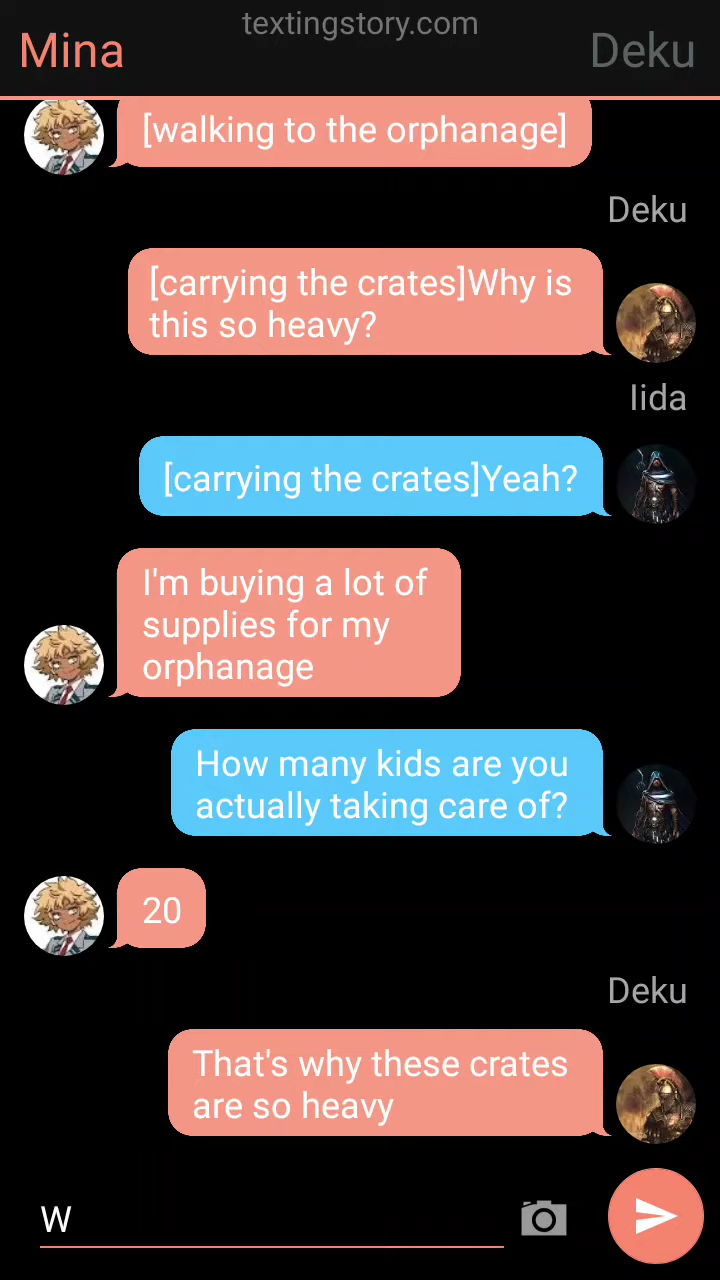 textingstory.com
Mina
Deku
[walking to the orphanage]
Deku
[carrying the crates]Why is
this so heavy?
Iida
[carrying the crates]Yeah?
I'm buying a lot of
supplies for my
orphanage
How many kids are you
actually taking care of?
20
Deku
That's why these crates
are so heavy
W